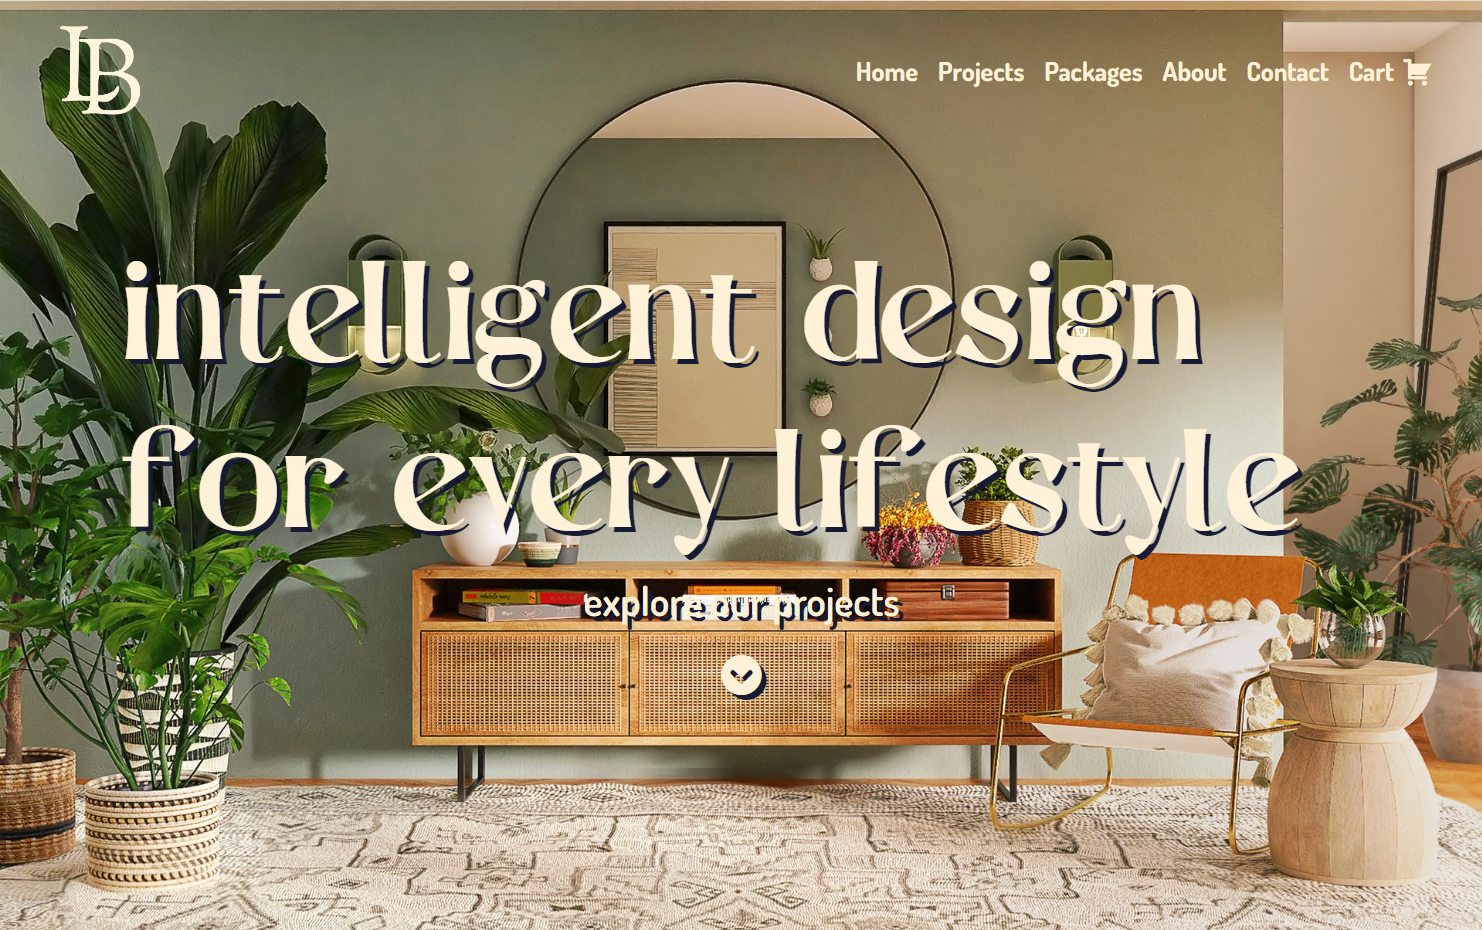 LB
Home Projects Packages About Contact Cart
intelligent design
for every lifestyle
explore our projects